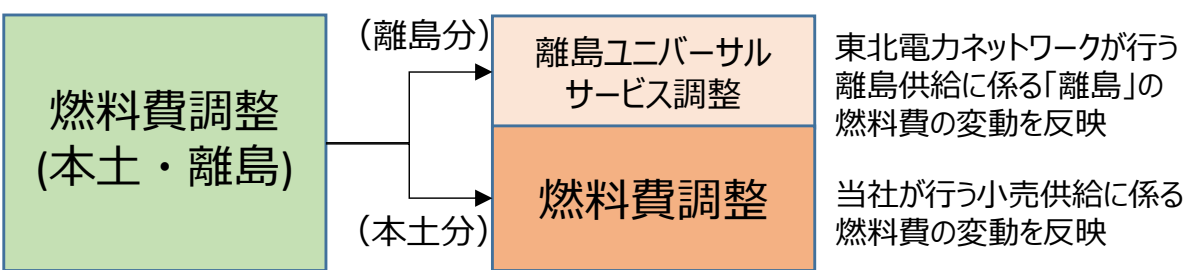 燃料費調整
(本土・離島)
（離島分）
（本土分）
離島ユニバーサル
サービス調整
燃料費調整
東北電力ネットワークが行う
離島供給に係る「離島」の
燃料費の変動を反映
当社が行う小売供給に係る
燃料費の変動を反映